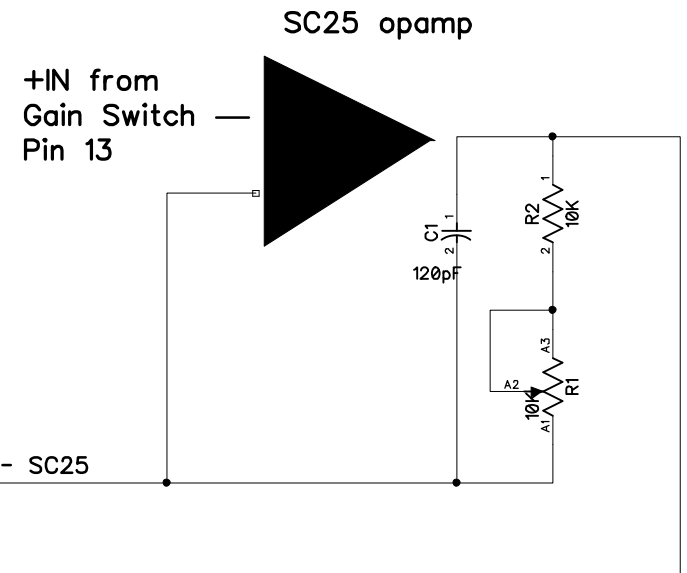 SC25 opamp
+IN from
Gain Switch
Pin 13
1
R2
10K
2
1
C1
2
120pF
A3
A2
10K
R1
A1
- SC25